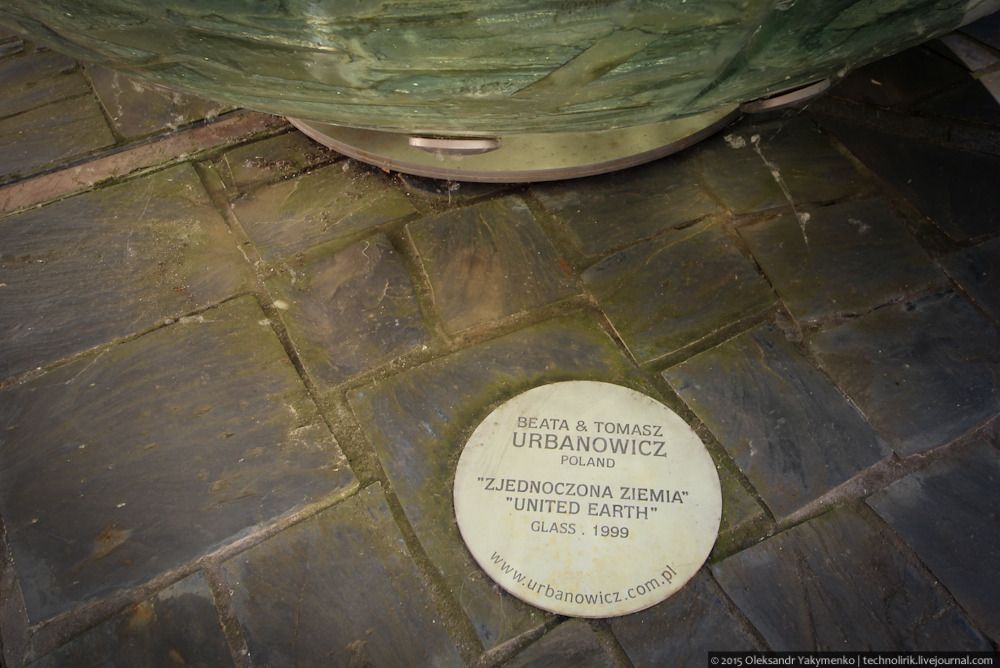 BEATA & TOMASZ
URBANOWICZ
POLAND
"ZJEDNOCZONA ZIEMIA"
"UNITED EARTH"
GLASS . 1999
www.urbanowicz.com.pl
© 2015 Oleksandr Yakymenko | technolirik.livejournal.com